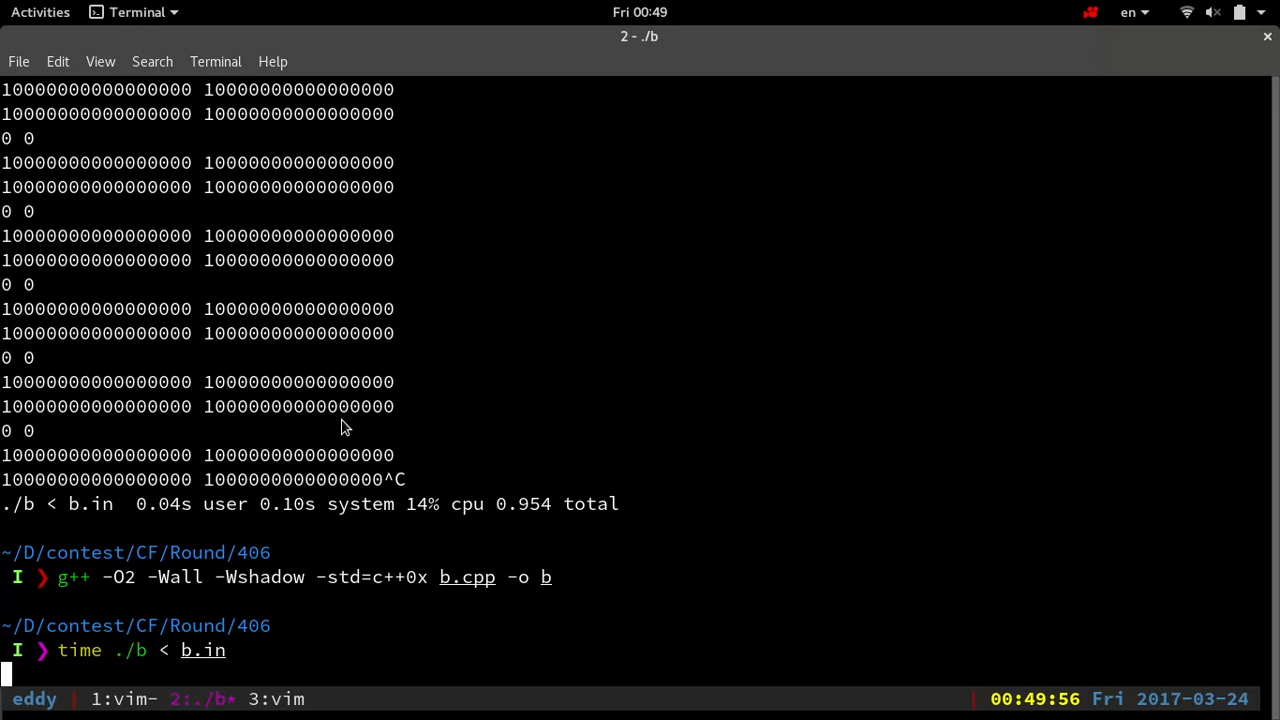 Activities Terminal Fri 00:49 en
2 - ./b
File Edit View Search Terminal Help
10000000000000000 10000000000000000
10000000000000000 10000000000000000
0 0
10000000000000000 10000000000000000
10000000000000000 10000000000000000
0 0
10000000000000000 10000000000000000
10000000000000000 10000000000000000
0 0
10000000000000000 10000000000000000
10000000000000000 10000000000000000
0 0
10000000000000000 10000000000000000
10000000000000000 10000000000000000
0 0
10000000000000000 10000000000000000
10000000000000000 1000000000000000^C
./b < b.in 0.04s user 0.10s system 14% cpu 0.954 total
~/D/contest/CF/Round/406
I ❯ g++ -O2 -Wall -Wshadow -std=c++0x b.cpp -o b
~/D/contest/CF/Round/406
I ❯ time ./b < b.in
eddy | 1:vim- 2:./b* 3:vim | 00:49:56 Fri 2017-03-24